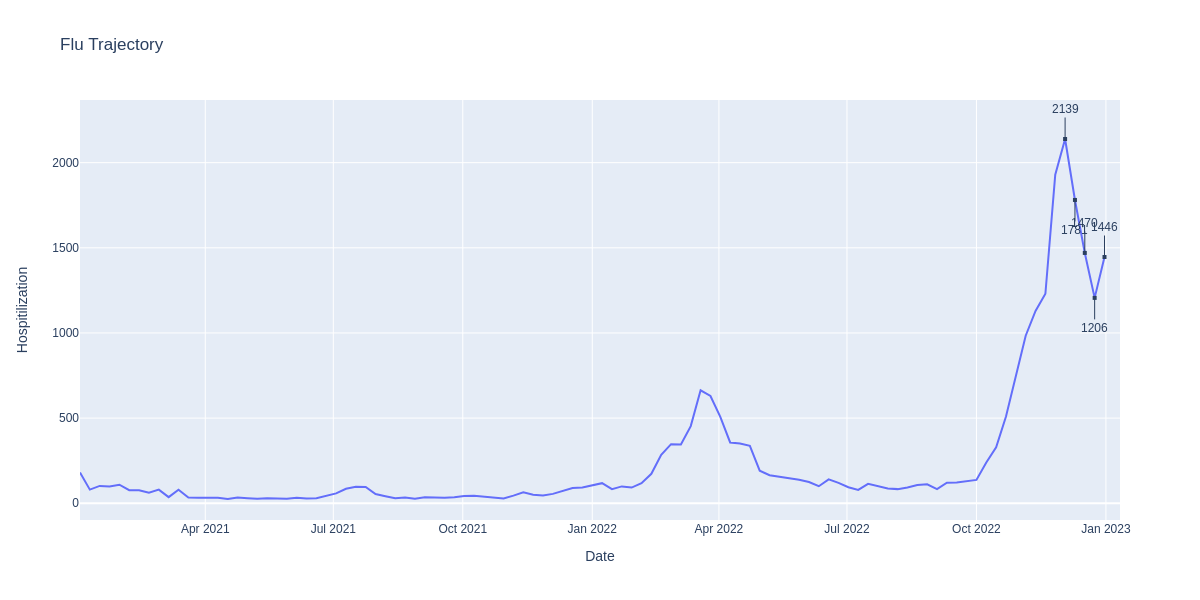 Flu Trajectory
2139
1470
1446
1781
1206
2000
1500
1000
500
0
Hospitilization
Apr 2021
Jul 2021
Oct 2021
Jan 2022
Apr 2022
Jul 2022
Oct 2022
Jan 2023
Date